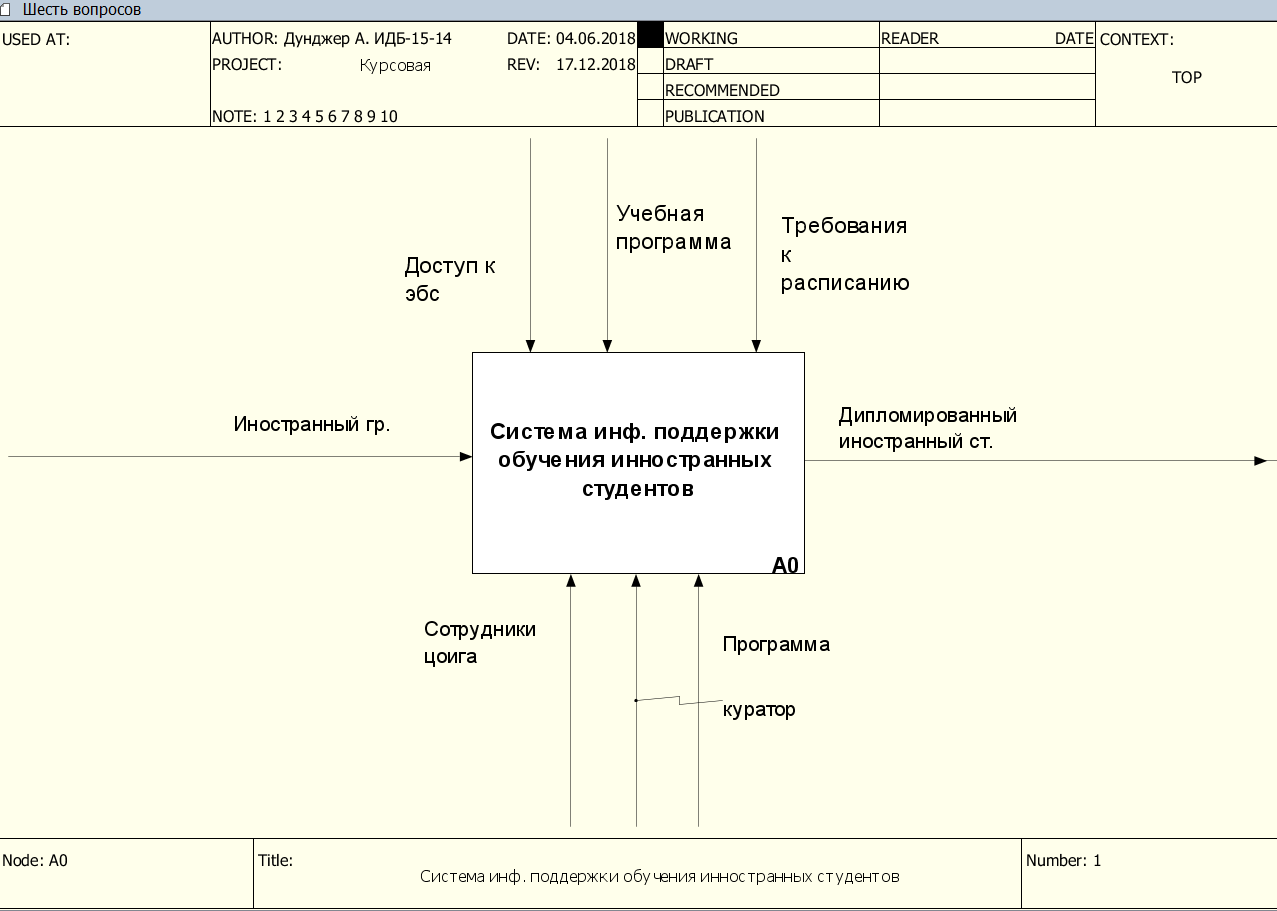 Шесть вопросов
USED AT:
AUTHOR: Дунджер А. ИДБ-15-14
DATE: 04.06.2018
PROJECT: Курсовая
REV: 17.12.2018
NOTE: 1 2 3 4 5 6 7 8 9 10
WORKING
DRAFT
RECOMMENDED
PUBLICATION
READER
DATE
CONTEXT:
TOP
Доступ к
эбс
Учебная
программа
Требования
к
расписанию
Иностранный гр.
Система инф. поддержки
обучения инностранных
студентов
A0
Дипломированный
иностранный ст.
Сотрудники
цоига
Программа
куратор
Node: A0
Title:
Система инф. поддержки обучения инностранных студентов
Number: 1